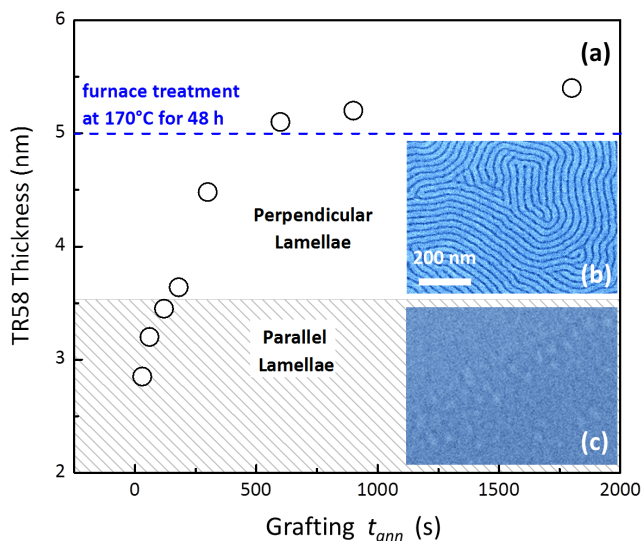 (a)
furnace treatment
at 170°C for 48 h
Perpendicular
Lamellae
200 nm
(b)
Parallel
Lamellae
(c)
TR58 Thickness (nm)
6
5
4
3
2
0
500
1000
1500
2000
Grafting tann (s)